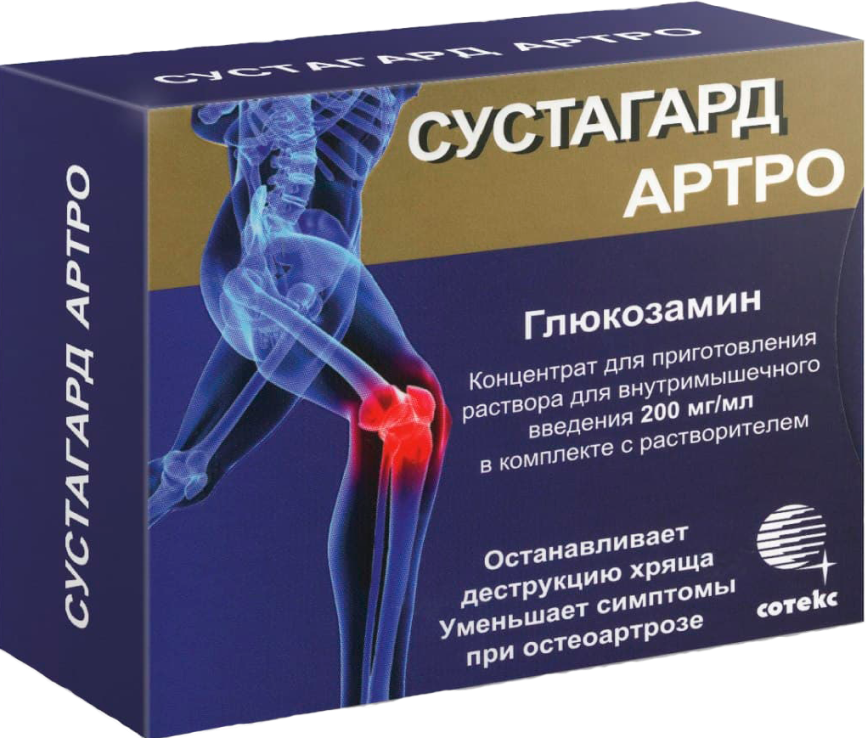 СУСТАГАРД АРТРО
СУСТАГАРД АРТРО
СУСТАГАРД
АРТРО
Глюкозамин
Концентрат для приготовления
раствора для внутримышечного
введения 200 мг/мл
в комплекте с растворителем
Останавливает
деструкцию хряща
Уменьшает симптомы
при остеоартрозе
сотекс